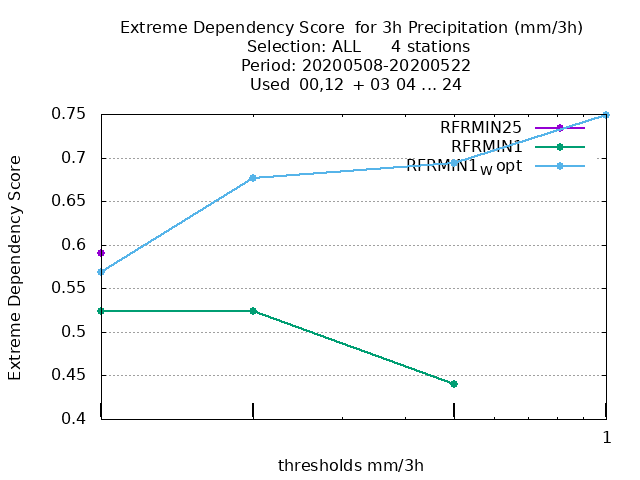 Extreme Dependency Score for 3h Precipitation (mm/3h)
Selection: ALL 4 stations
Period: 20200508-20200522
Used 00,12 + 03 04 ... 24
0.75
0.7
0.65
0.6
0.55
0.5
0.45
0.4
Extreme Dependency Score
RFRMIN25
RFRMIN1
RFRMIN1W opt
1
thresholds mm/3h